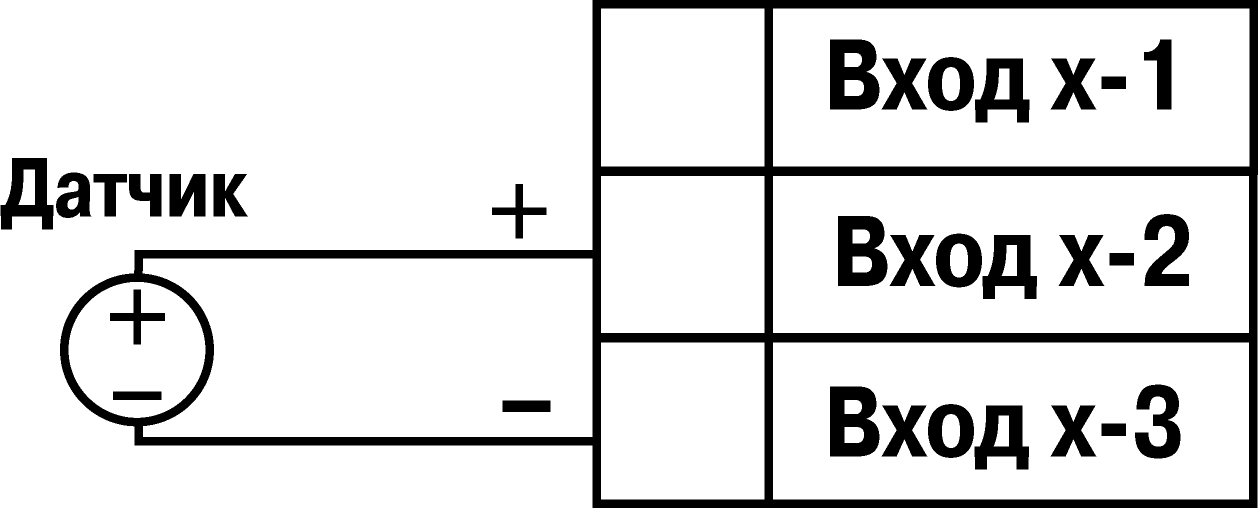 Вход х-1
Датчик
+
Вход х-2
+
−
−
Вход х-3